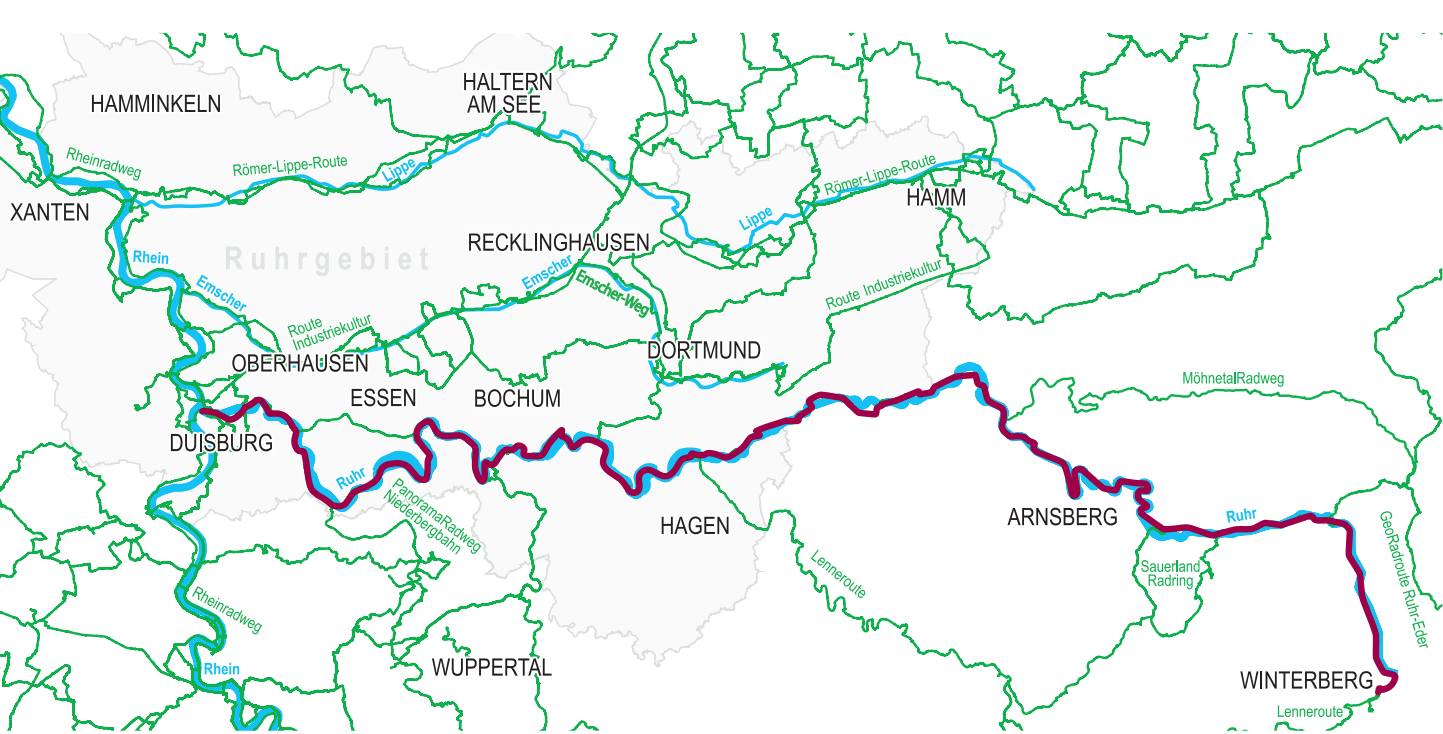 HALTERN
AM SEE
HAMMINKELN
Rheinradweg
Römer-Lippe-Route
Lippe
Römer-Lippe-Route
XANTEN
HAMM
Lippe
RECKLINGHAUSEN
Ruhrgebiet
Rhein
Emscher
Emscher
Emscher-Weg
Route Industriekultur
Route
Industriekultur
OBERHAUSEN
DORTMUND
MöhnetalRadweg
ESSEN
BOCHUM
DUISBURG
Ruhr
PanoramaRadweg
Niederbergbahn
HAGEN
ARNSBERG
Ruhr
GeoRadroute Ruhr-Eder
Lenneroute
Sauerland
Radring
Rheinradweg
Rhein
WUPPERTAL
WINTERBERG
Lenneroute